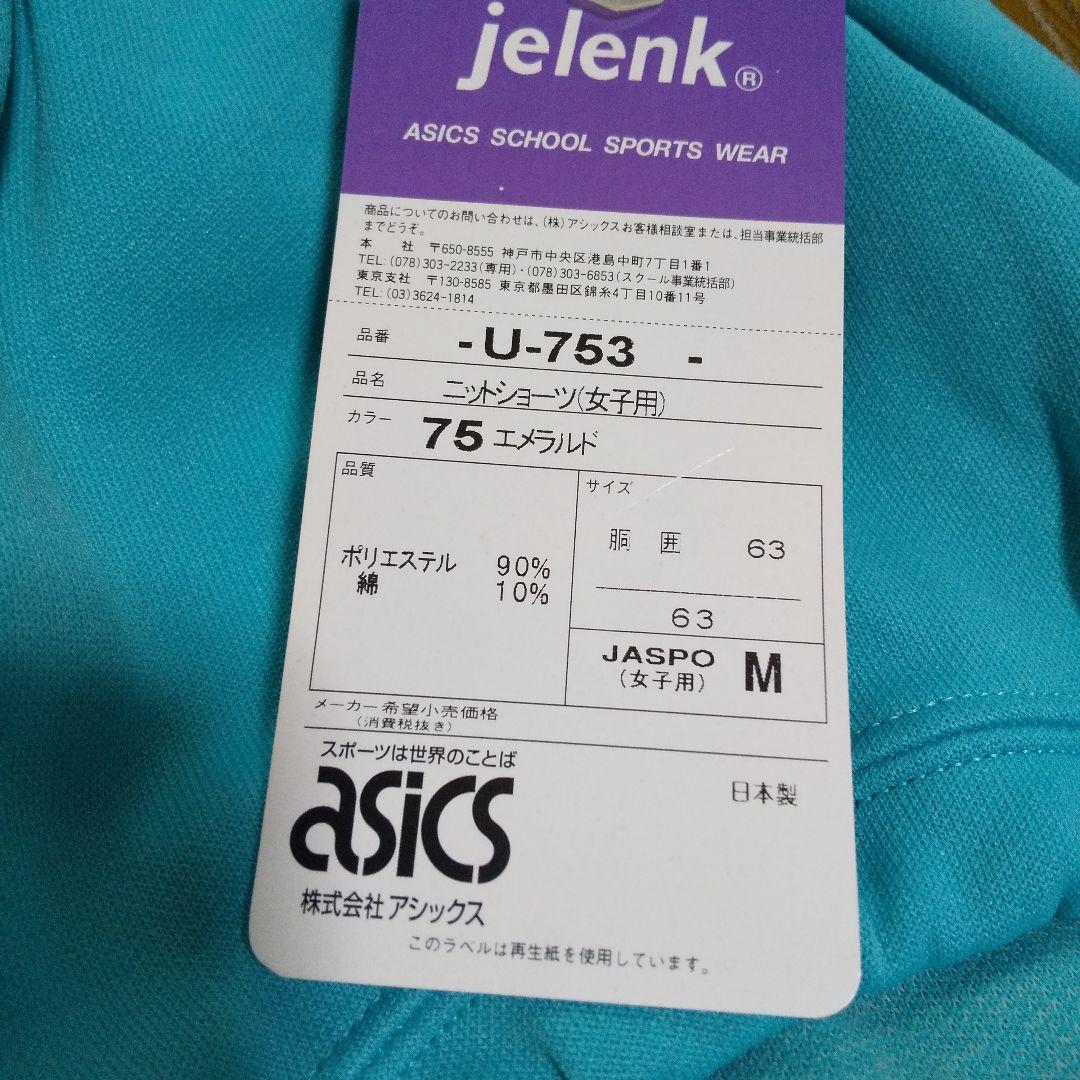 jelenk®
ASICS SCHOOL SPORTS WEAR
商品についてのお問い合わせは、(株)アシックスお客様相談室または、担当事業統括部
までどうぞ。
本 社 〒650-8555 神戸市中央区港島中町7丁目1番1
TEL:(078)303-2233(専用)・(078)303-6853(スクール事業統括部)
東京支社 〒130-8585 東京都墨田区錦糸4丁目10番11号
TEL:(03)3624-1814
品番 -U-753 -
品名 ニットショーツ(女子用)
カラー 75 エメラルド
品質
ポリエステル 90%
綿 10%
サイズ
胴囲 63
63
JASPO M
(女子用)
メーカー希望小売価格
(消費税抜き)
スポーツは世界のことば
asics
日本製
株式会社アシックス
このラベルは再生紙を使用しています。